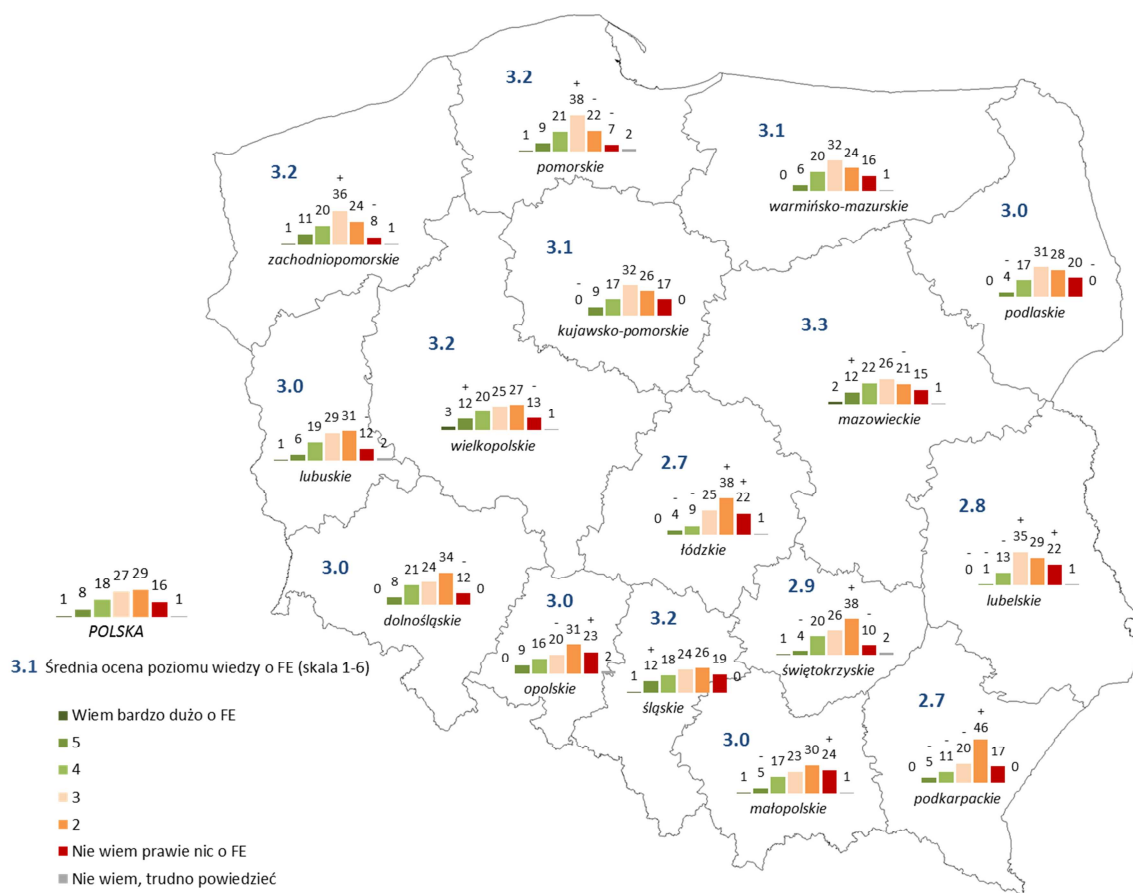 3.2
+
38
-
21 22
-
9 7
1 2
pomorskie
3.1
32
20 24
16
6
0 1
warmińsko-mazurskie
3.2
+
36
20 24
-
11 8
1 1
zachodniopomorskie
3.0
31 28
-
17 20
-
0 4 0
podlaskie
3.1
32
26
-
17 17
0 9 0
kujawsko-pomorskie
3.3
+
-
22 26 21
12 15
2 1
mazowieckie
3.2
+
-
20 25 27
12 13
3 1
wielkopolskie
3.0
29 31
-
19
12
1 6 2
lubuskie
2.7
+
38
+
25
22
- -
0 4 9 1
łódzkie
2.8
+
35
+
29
22
- - -
0 1 13 1
lubelskie
3.0
34
-
21 24
12
0 8 0
dolnośląskie
27 29
18 16
1 8 1
POLSKA
3.0
+
-
31
16 20 23
0 9 2
opolskie
3.2
+
12 18 24 26 19
1 0
śląskie
2.9
+
38
-
-
20 26
10
1 4 2
świętokrzyskie
3.1 Średnia ocena poziomu wiedzy o FE (skala 1-6)
2.7
+
46
- - -
20
11 17
0 5 0
podkarpackie
3.0
+
-
17 23 30 24
1 5 1
małopolskie
Wiem bardzo dużo o FE
5
4
3
2
Nie wiem prawie nic o FE
Nie wiem, trudno powiedzieć